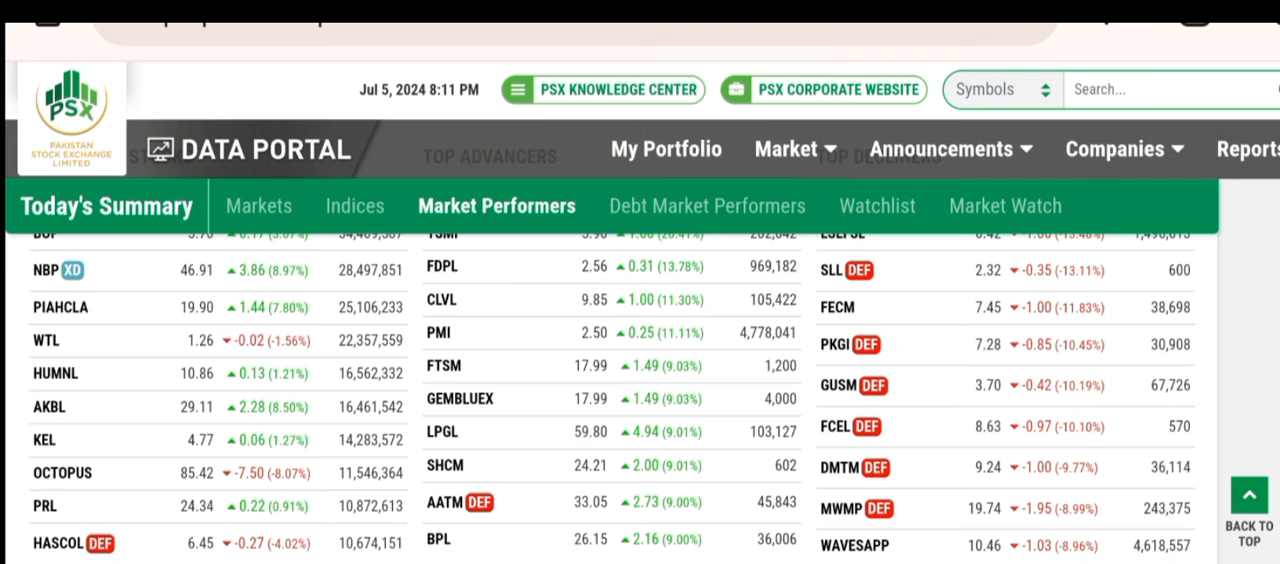 Jul 5, 2024 8:11 PM
PSX KNOWLEDGE CENTER
PSX CORPORATE WEBSITE
Symbols
Search...
PSX
PAKISTAN
STOCK EXCHANGE
LIMITED
DATA PORTAL
TOP ADVANCERS
TOP DECLINERS
My Portfolio
Market
Announcements
Companies
Reports
Today's Summary
Markets
Indices
Market Performers
Debt Market Performers
Watchlist
Market Watch
NBP XD 46.91 3.86 (8.97%) 28,497,851
PIAHCLA 19.90 1.44 (7.80%) 25,106,233
WTL 1.26 -0.02 (-1.56%) 22,357,559
HUMNL 10.86 0.13 (1.21%) 16,562,332
AKBL 29.11 2.28 (8.50%) 16,461,542
KEL 4.77 0.06 (1.27%) 14,283,572
OCTOPUS 85.42 -7.50 (-8.07%) 11,546,364
PRL 24.34 0.22 (0.91%) 10,872,613
HASCOL DEF 6.45 -0.27 (-4.02%) 10,674,151
FDPL 2.56 0.31 (13.78%) 969,182
CLVL 9.85 1.00 (11.30%) 105,422
PMI 2.50 0.25 (11.11%) 4,778,041
FTSM 17.99 1.49 (9.03%) 1,200
GEMBLUEX 17.99 1.49 (9.03%) 4,000
LPGL 59.80 4.94 (9.01%) 103,127
SHCM 24.21 2.00 (9.01%) 602
AATM DEF 33.05 2.73 (9.00%) 45,843
BPL 26.15 2.16 (9.00%) 36,006
SLL DEF 2.32 -0.35 (-13.11%) 600
FECM 7.45 -1.00 (-11.83%) 38,698
PKGI DEF 7.28 -0.85 (-10.45%) 30,908
GUSM DEF 3.70 -0.42 (-10.19%) 67,726
FCEL DEF 8.63 -0.97 (-10.10%) 570
DMTM DEF 9.24 -1.00 (-9.77%) 36,114
MWMP DEF 19.74 -1.95 (-8.99%) 243,375
WAVESAPP 10.46 -1.03 (-8.96%) 4,618,557
BACK TO
TOP